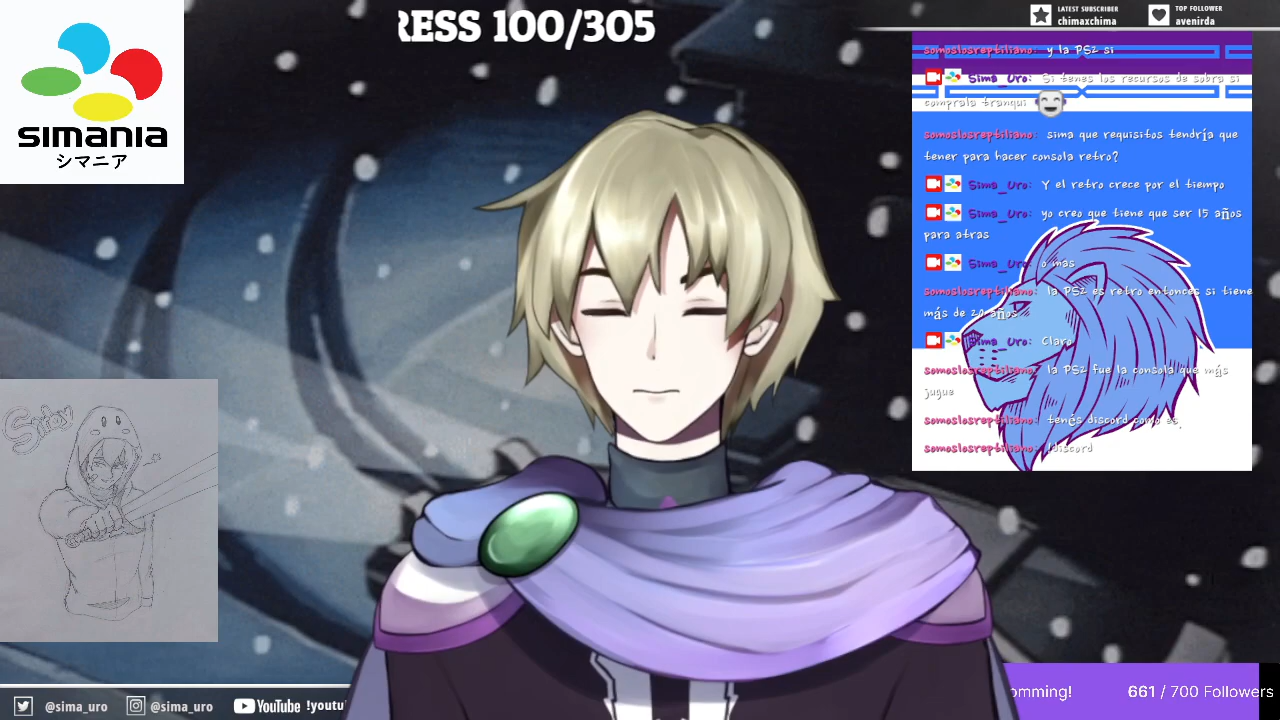 RESS 100/305
LATEST SUBSCRIBER
chimaxchima
TOP FOLLOWER
avenirda
SIMANIA
シマニア
somoslosreptiliano: y la PS2 si
Sima_Uro: Si tenes los recursos de sobra si
comprala tranqui
somoslosreptiliano: sima que requisitos tendría que
tener para hacer consola retro?
Sima_Uro: Y el retro crece por el tiempo
Sima_Uro: yo creo que tiene que ser 15 años
para atras
Sima_Uro: o mas
somoslosreptiliano: la PS2 es retro entonces si tiene
más de 20 años
Sima_Uro: Claro
somoslosreptiliano: la PS2 fue la consola que más
jugue
somoslosreptiliano: tenés discord como es
somoslosreptiliano: !discord
omming! 661 / 700 Followers
@sima_uro @sima_uro YouTube !youtu